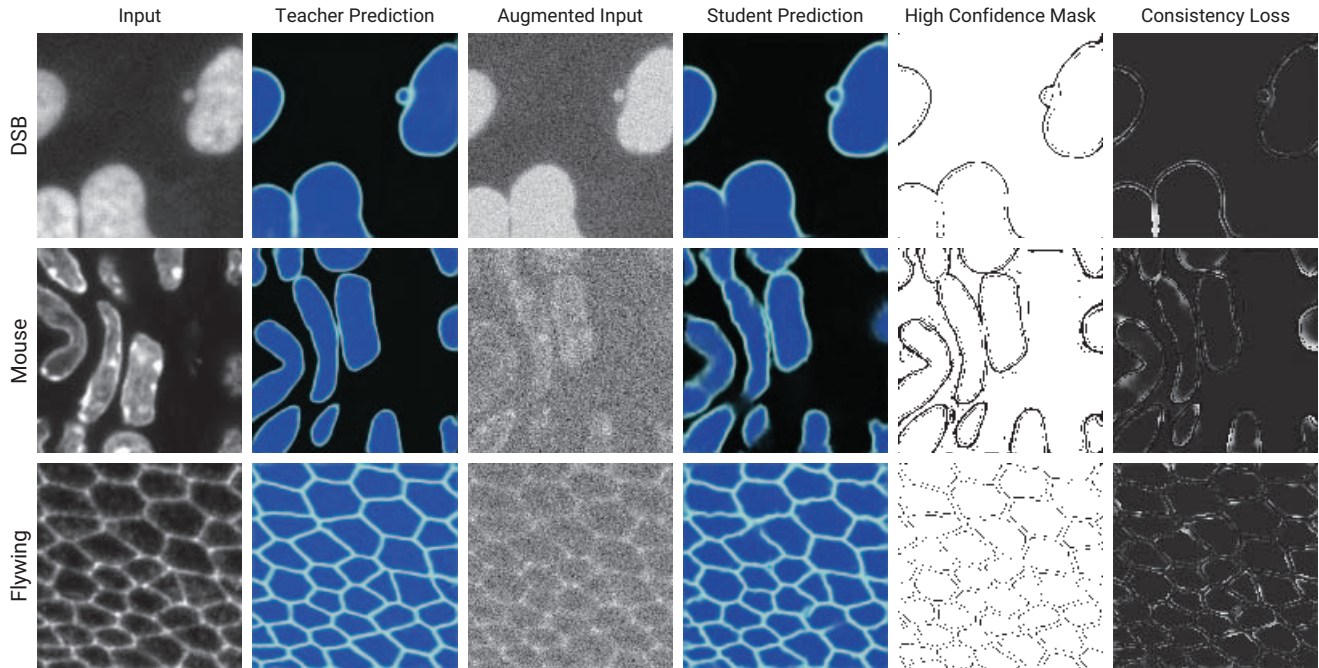 Input
Teacher Prediction
Augmented Input
Student Prediction
High Confidence Mask
Consistency Loss
DSB
Mouse
Flywing